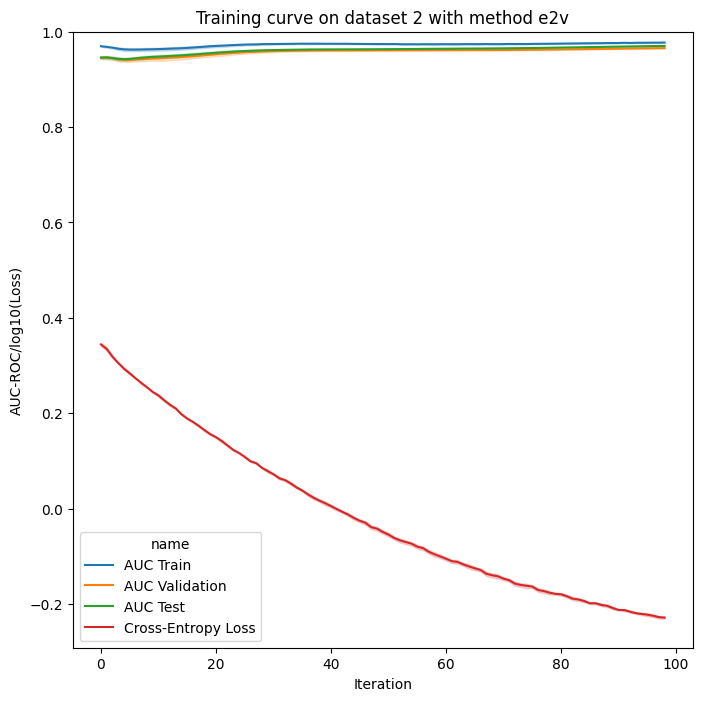 Training curve on dataset 2 with method e2v
AUC-ROC/log10(Loss)
1.0
0.8
0.6
0.4
0.2
0.0
−0.2
name
AUC Train
AUC Validation
AUC Test
Cross-Entropy Loss
0 20 40 60 80 100
Iteration